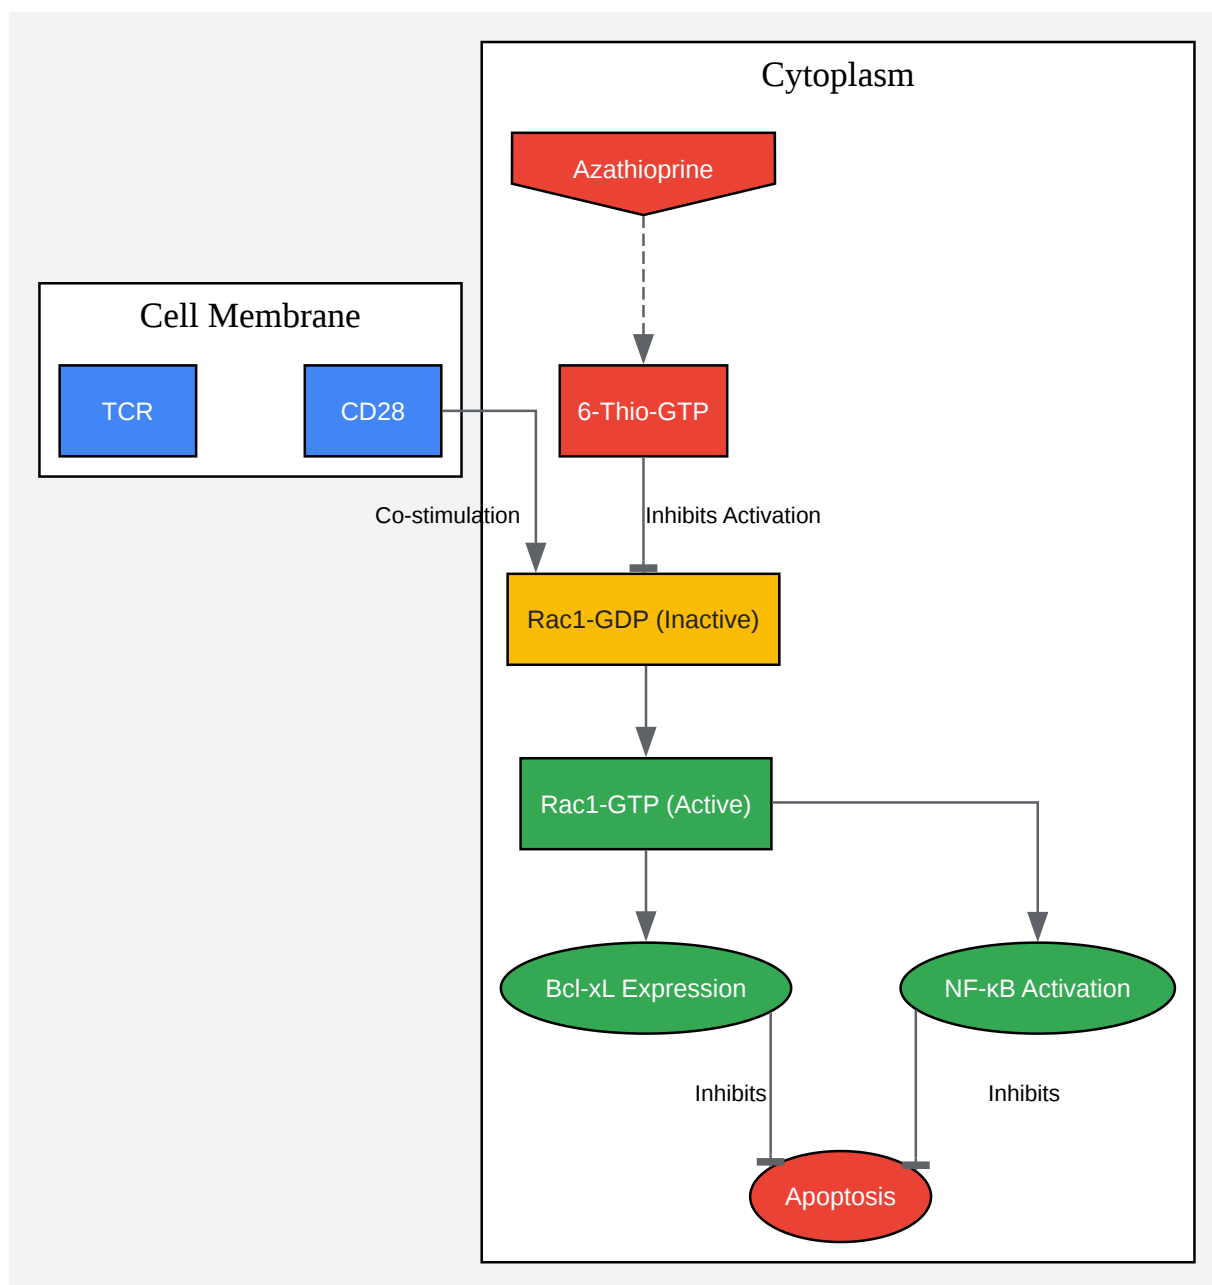 Cytoplasm
Azathioprine
Cell Membrane
TCR
CD28
6-Thio-GTP
Co-stimulation
Inhibits Activation
Rac1-GDP (Inactive)
Rac1-GTP (Active)
Bcl-xL Expression
NF-κB Activation
Inhibits
Inhibits
Apoptosis